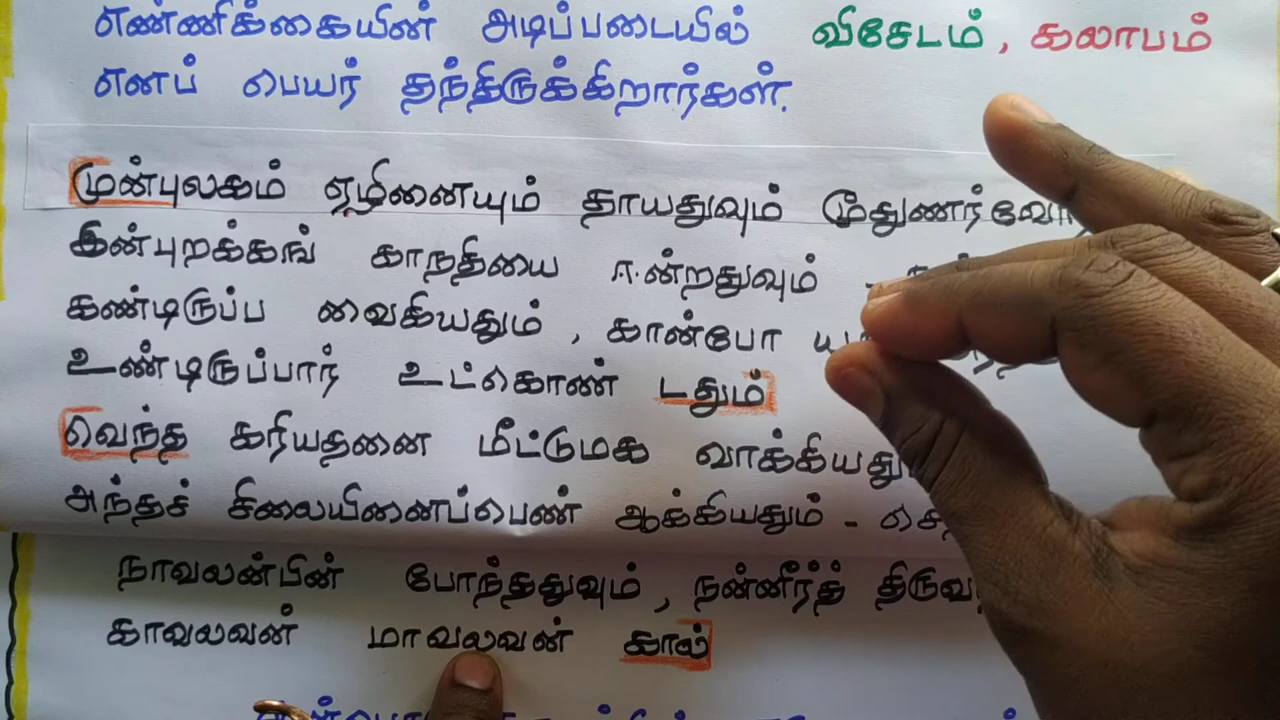 எண்ணிக்கையின் அடிப்படையில் விசேடம், கலாபம்
எனப் பெயர் தந்திருக்கிறார்கள்.
முன்புலகம் ஏழினையும் தாயதுவும் மூதுணர்வோ
இன்புறக்கங் காநதியை ஈன்றதுவும் -
கண்டிருப்ப வைகியதும், கான்போ
உண்டிருப்பார் உட்கொண் டதும்
வெந்த கரியதனை மீட்டுமக வாக்கியது
அந்தச் சிலையினைப்பெண் ஆக்கியதும் -
நாவலன்பின் போந்ததுவும், நன்னீர்த்
காவலவன் மாவலவன் கால்